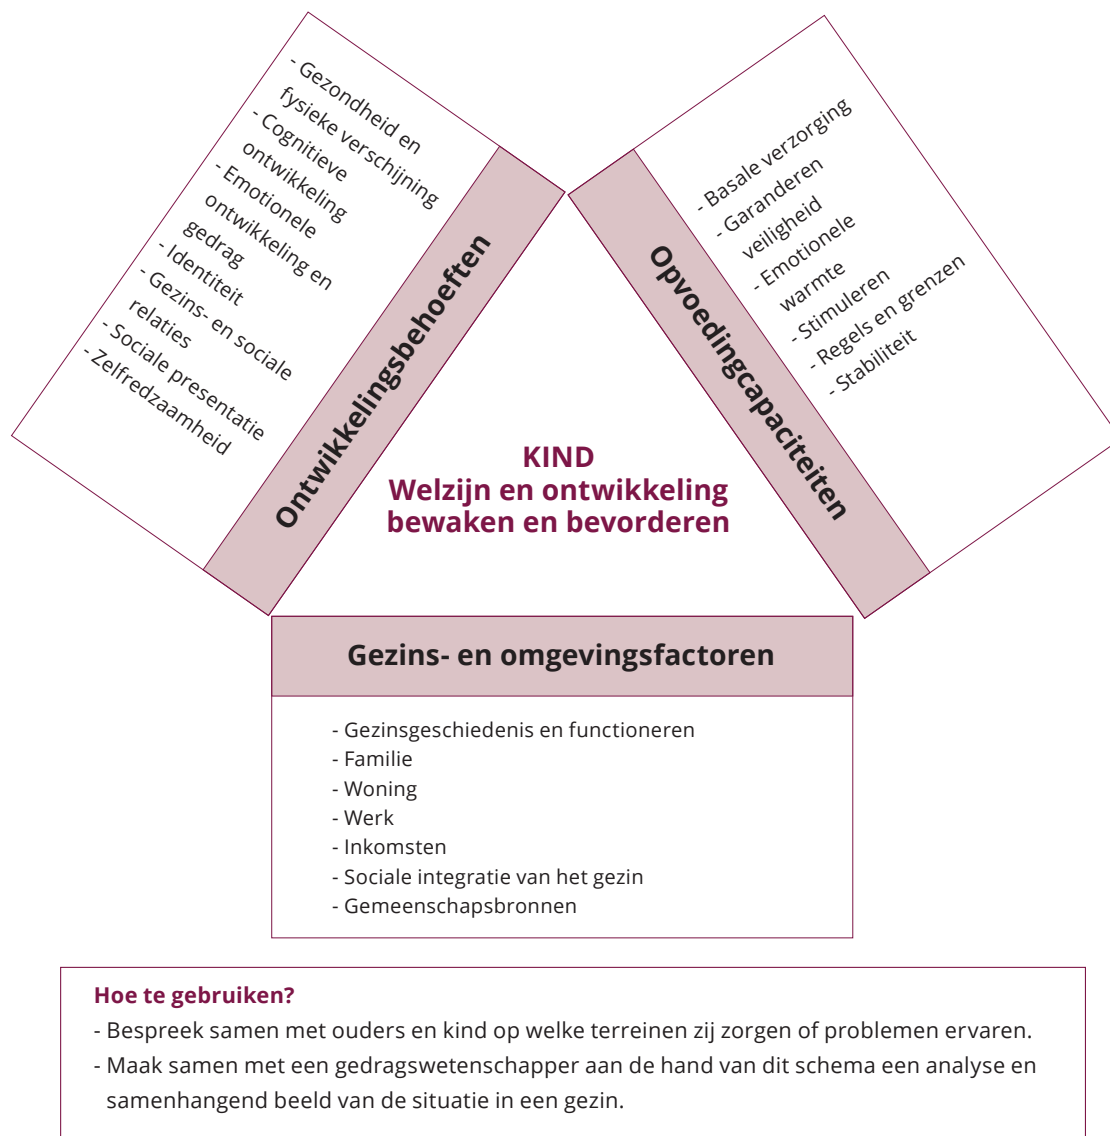 - Gezondheid en
fysieke verschijning
- Cognitieve
ontwikkeling
- Emotionele
ontwikkeling en
gedrag
- Identiteit
- Gezins- en sociale
relaties
- Sociale presentatie
- Zelfredzaamheid
Ontwikkelingsbehoeften
- Basale verzorging
- Garanderen
veiligheid
- Emotionele
warmte
- Stimuleren
- Regels en grenzen
- Stabiliteit
Opvoedingcapaciteiten
KIND
Welzijn en ontwikkeling
bewaken en bevorderen
Gezins- en omgevingsfactoren
- Gezinsgeschiedenis en functioneren
- Familie
- Woning
- Werk
- Inkomsten
- Sociale integratie van het gezin
- Gemeenschapsbronnen
Hoe te gebruiken?
- Bespreek samen met ouders en kind op welke terreinen zij zorgen of problemen ervaren.
- Maak samen met een gedragswetenschapper aan de hand van dit schema een analyse en
samenhangend beeld van de situatie in een gezin.